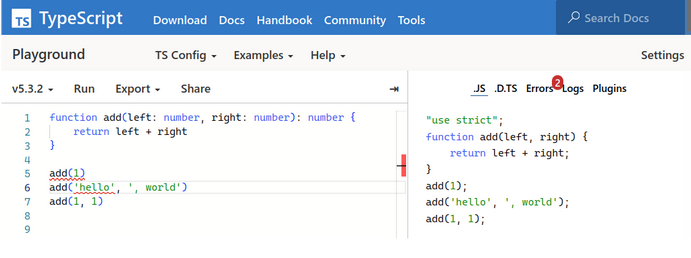 TS TypeScript Download Docs Handbook Community Tools Search Docs
Playground TS Config Examples Help Settings
v5.3.2 Run Export Share
.JS .D.TS Errors 2 Logs Plugins
1 function add(left: number, right: number): number {
2 return left + right
3 }
4
5 add(1)
6 add('hello', ', world')
7 add(1, 1)
8
9
"use strict";
function add(left, right) {
return left + right;
}
add(1);
add('hello', ', world');
add(1, 1);